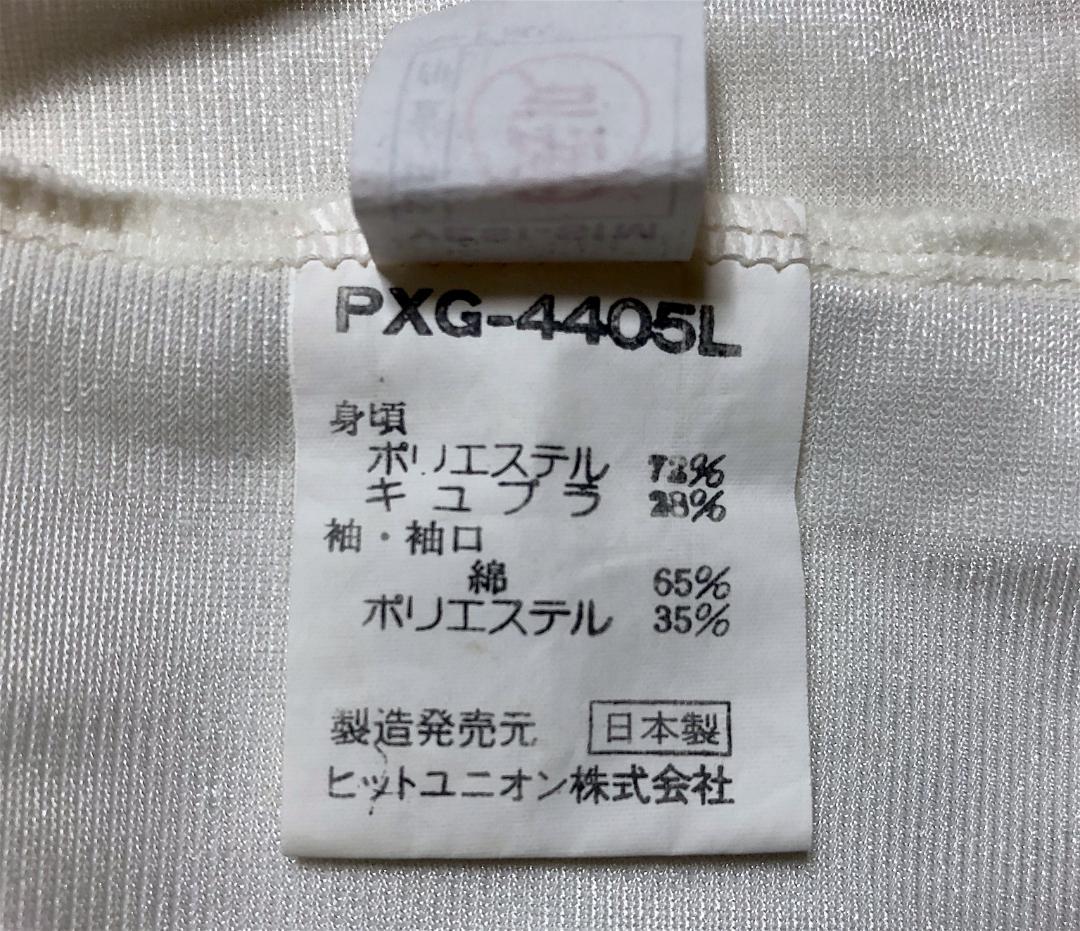 PXG-4405L
身頃
ポリエステル 72%
キュプラ 28%
袖・袖口
綿 65%
ポリエステル 35%
製造発売元 日本製
ヒットユニオン株式会社